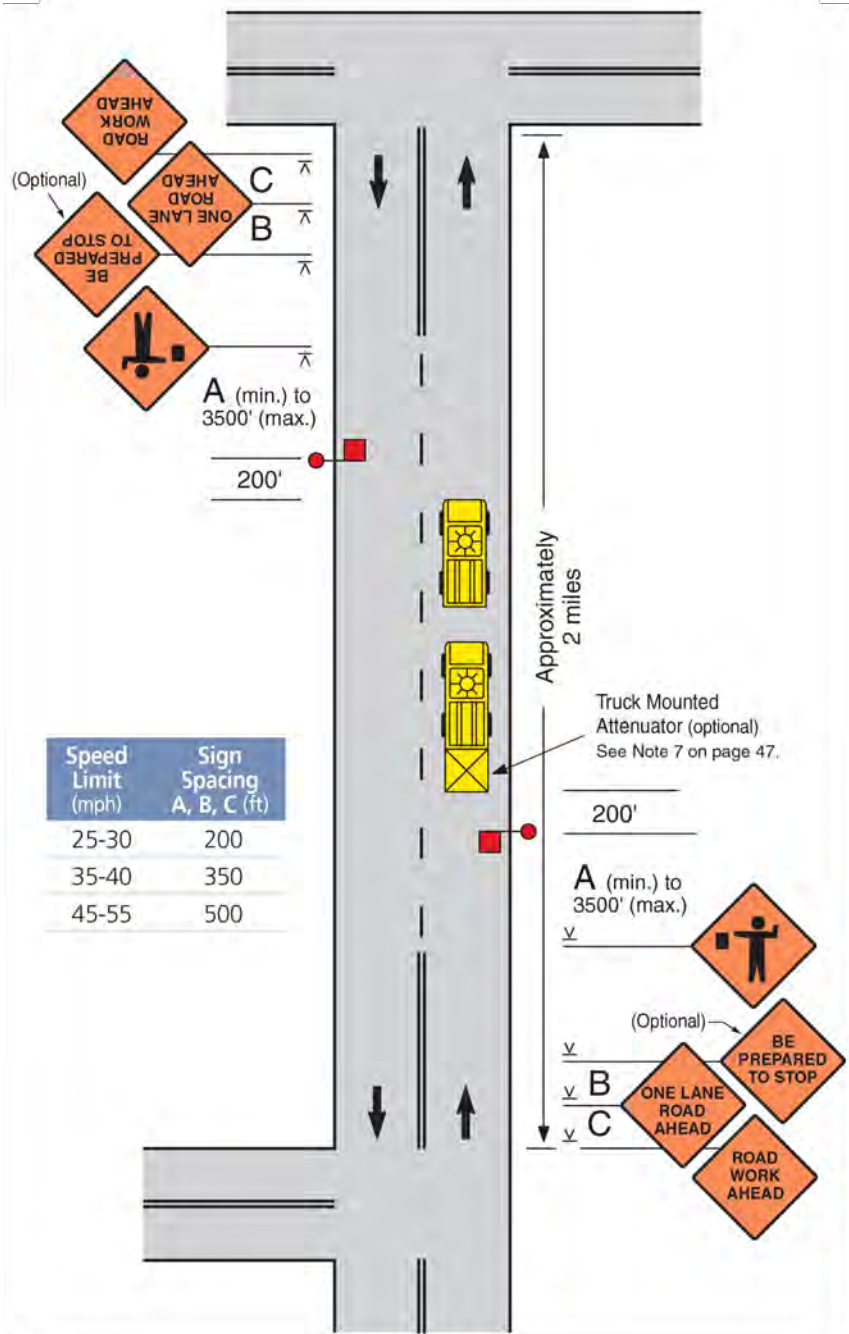 ROAD
WORK
AHEAD
(Optional)
ONE LANE
ROAD
AHEAD
C
B
BE
PREPARED
TO STOP
A (min.) to
3500' (max.)
200'
Approximately
2 miles
Truck Mounted
Attenuator (optional)
See Note 7 on page 47.
Speed Limit (mph) Sign Spacing A, B, C (ft)
25-30 200
35-40 350
45-55 500
200'
A (min.) to
3500' (max.)
(Optional)
BE
PREPARED
TO STOP
B
ONE LANE
ROAD
AHEAD
C
ROAD
WORK
AHEAD